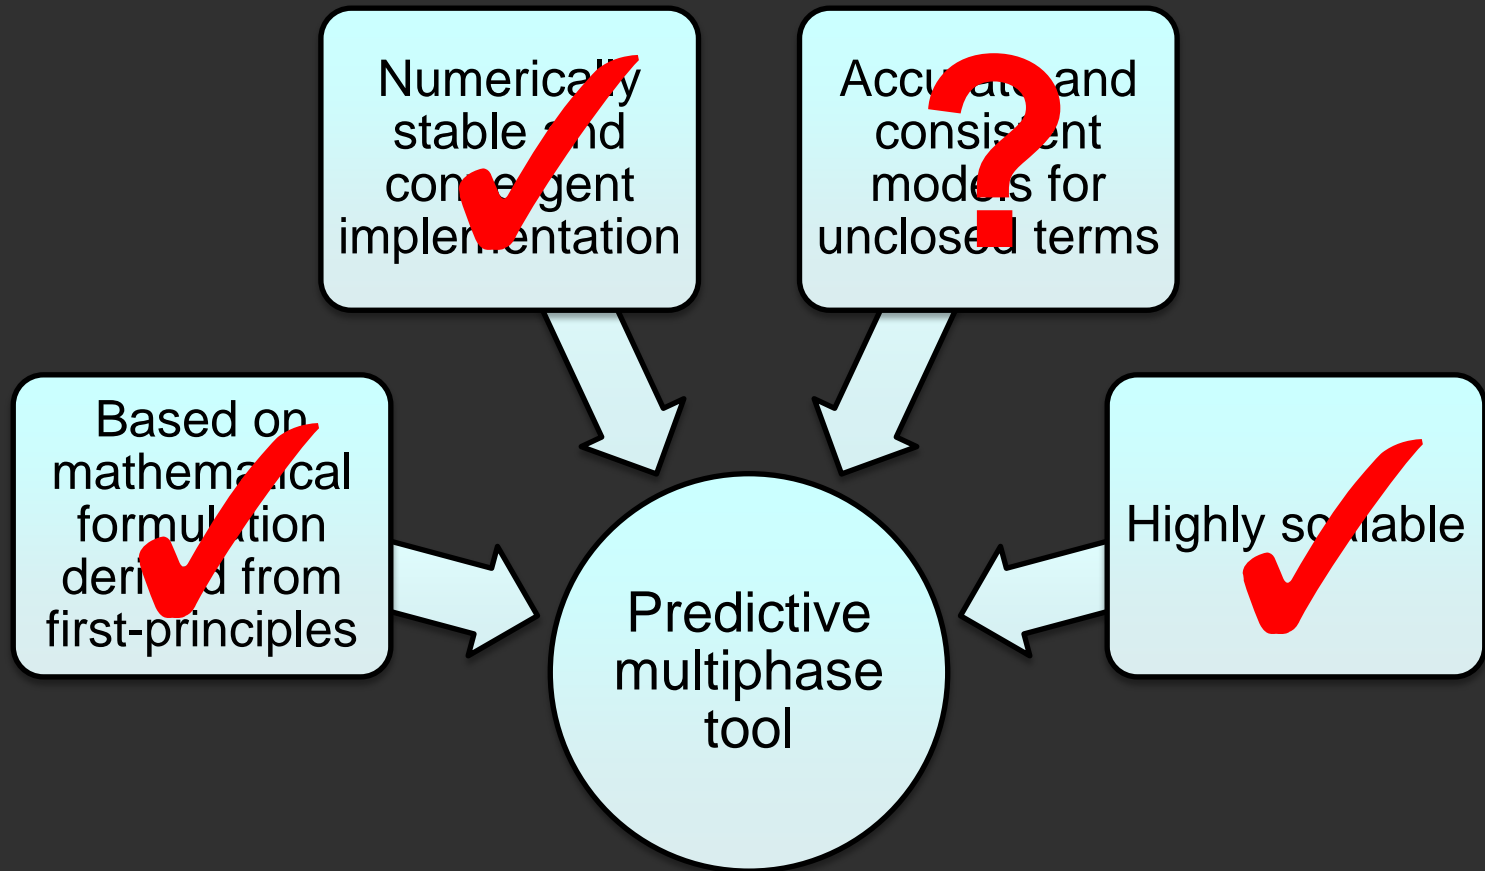 Numerically
stable and
convergent
implementation
Accurate and
consistent
models for
unclosed terms
Based on
mathematical
formulation
derived from
first-principles
Highly scalable
Predictive
multiphase
tool
?